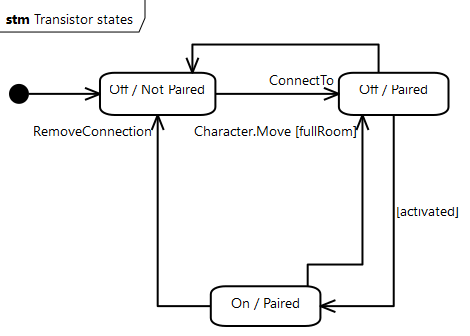 stm Transistor states
Off / Not Paired
ConnectTo
Off / Paired
RemoveConnection
Character.Move [fullRoom]
[activated]
On / Paired